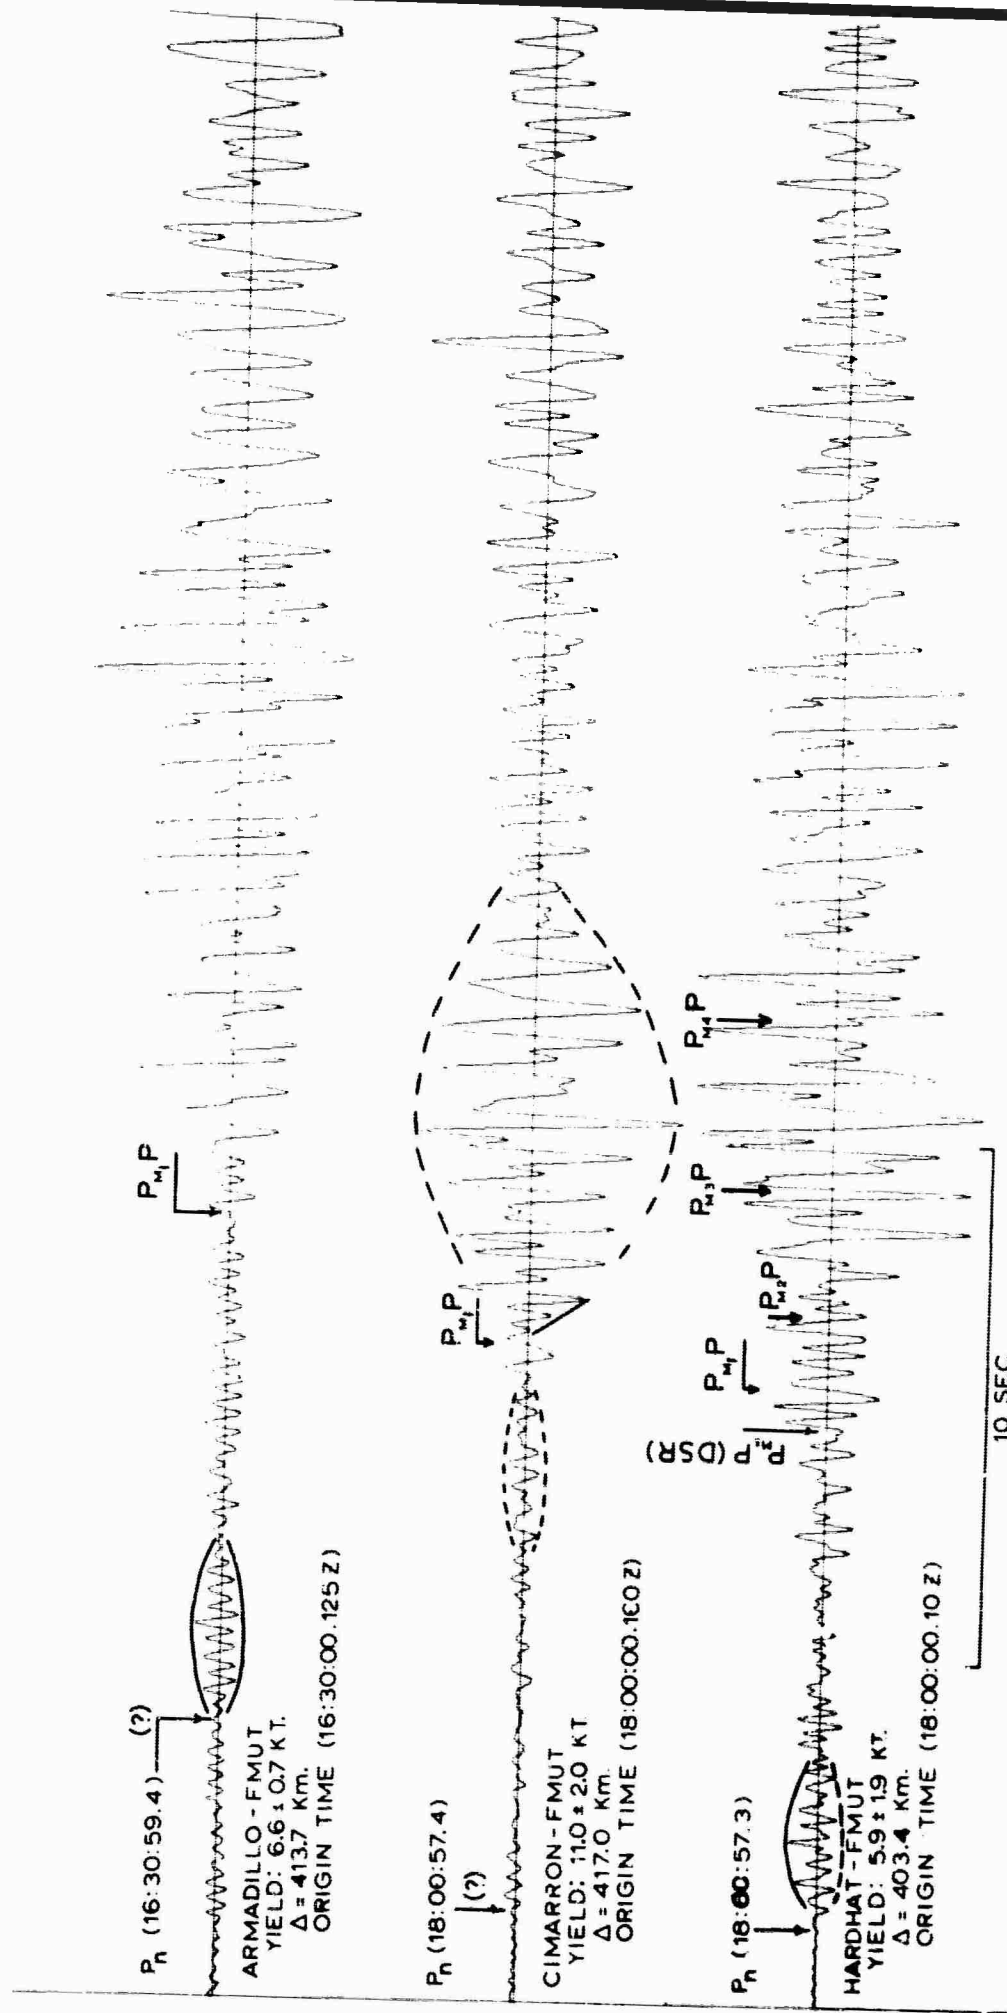 Pn (16:30:59.4)
(?)
ARMADILLO - FMUT
YIELD: 6.6 ± 0.7 KT.
Δ = 413.7 Km.
ORIGIN TIME (16:30:00.125 Z)
PM1P
Pn (18:00:57.4)
(?)
CIMARRON-FMUT
YIELD: 11.0 ± 2.0 KT
Δ = 417.0 Km.
ORIGIN TIME (18:00:00.160 Z)
PM1P
Pn (18:00:57.3)
HARDHAT-FMUT
YIELD: 5.9 ± 1.9 KT.
Δ = 403.4 Km.
ORIGIN TIME (18:00:00.10 Z)
(DSR)
PM1P
PM2P
PM3P
PM4P
10 SEC